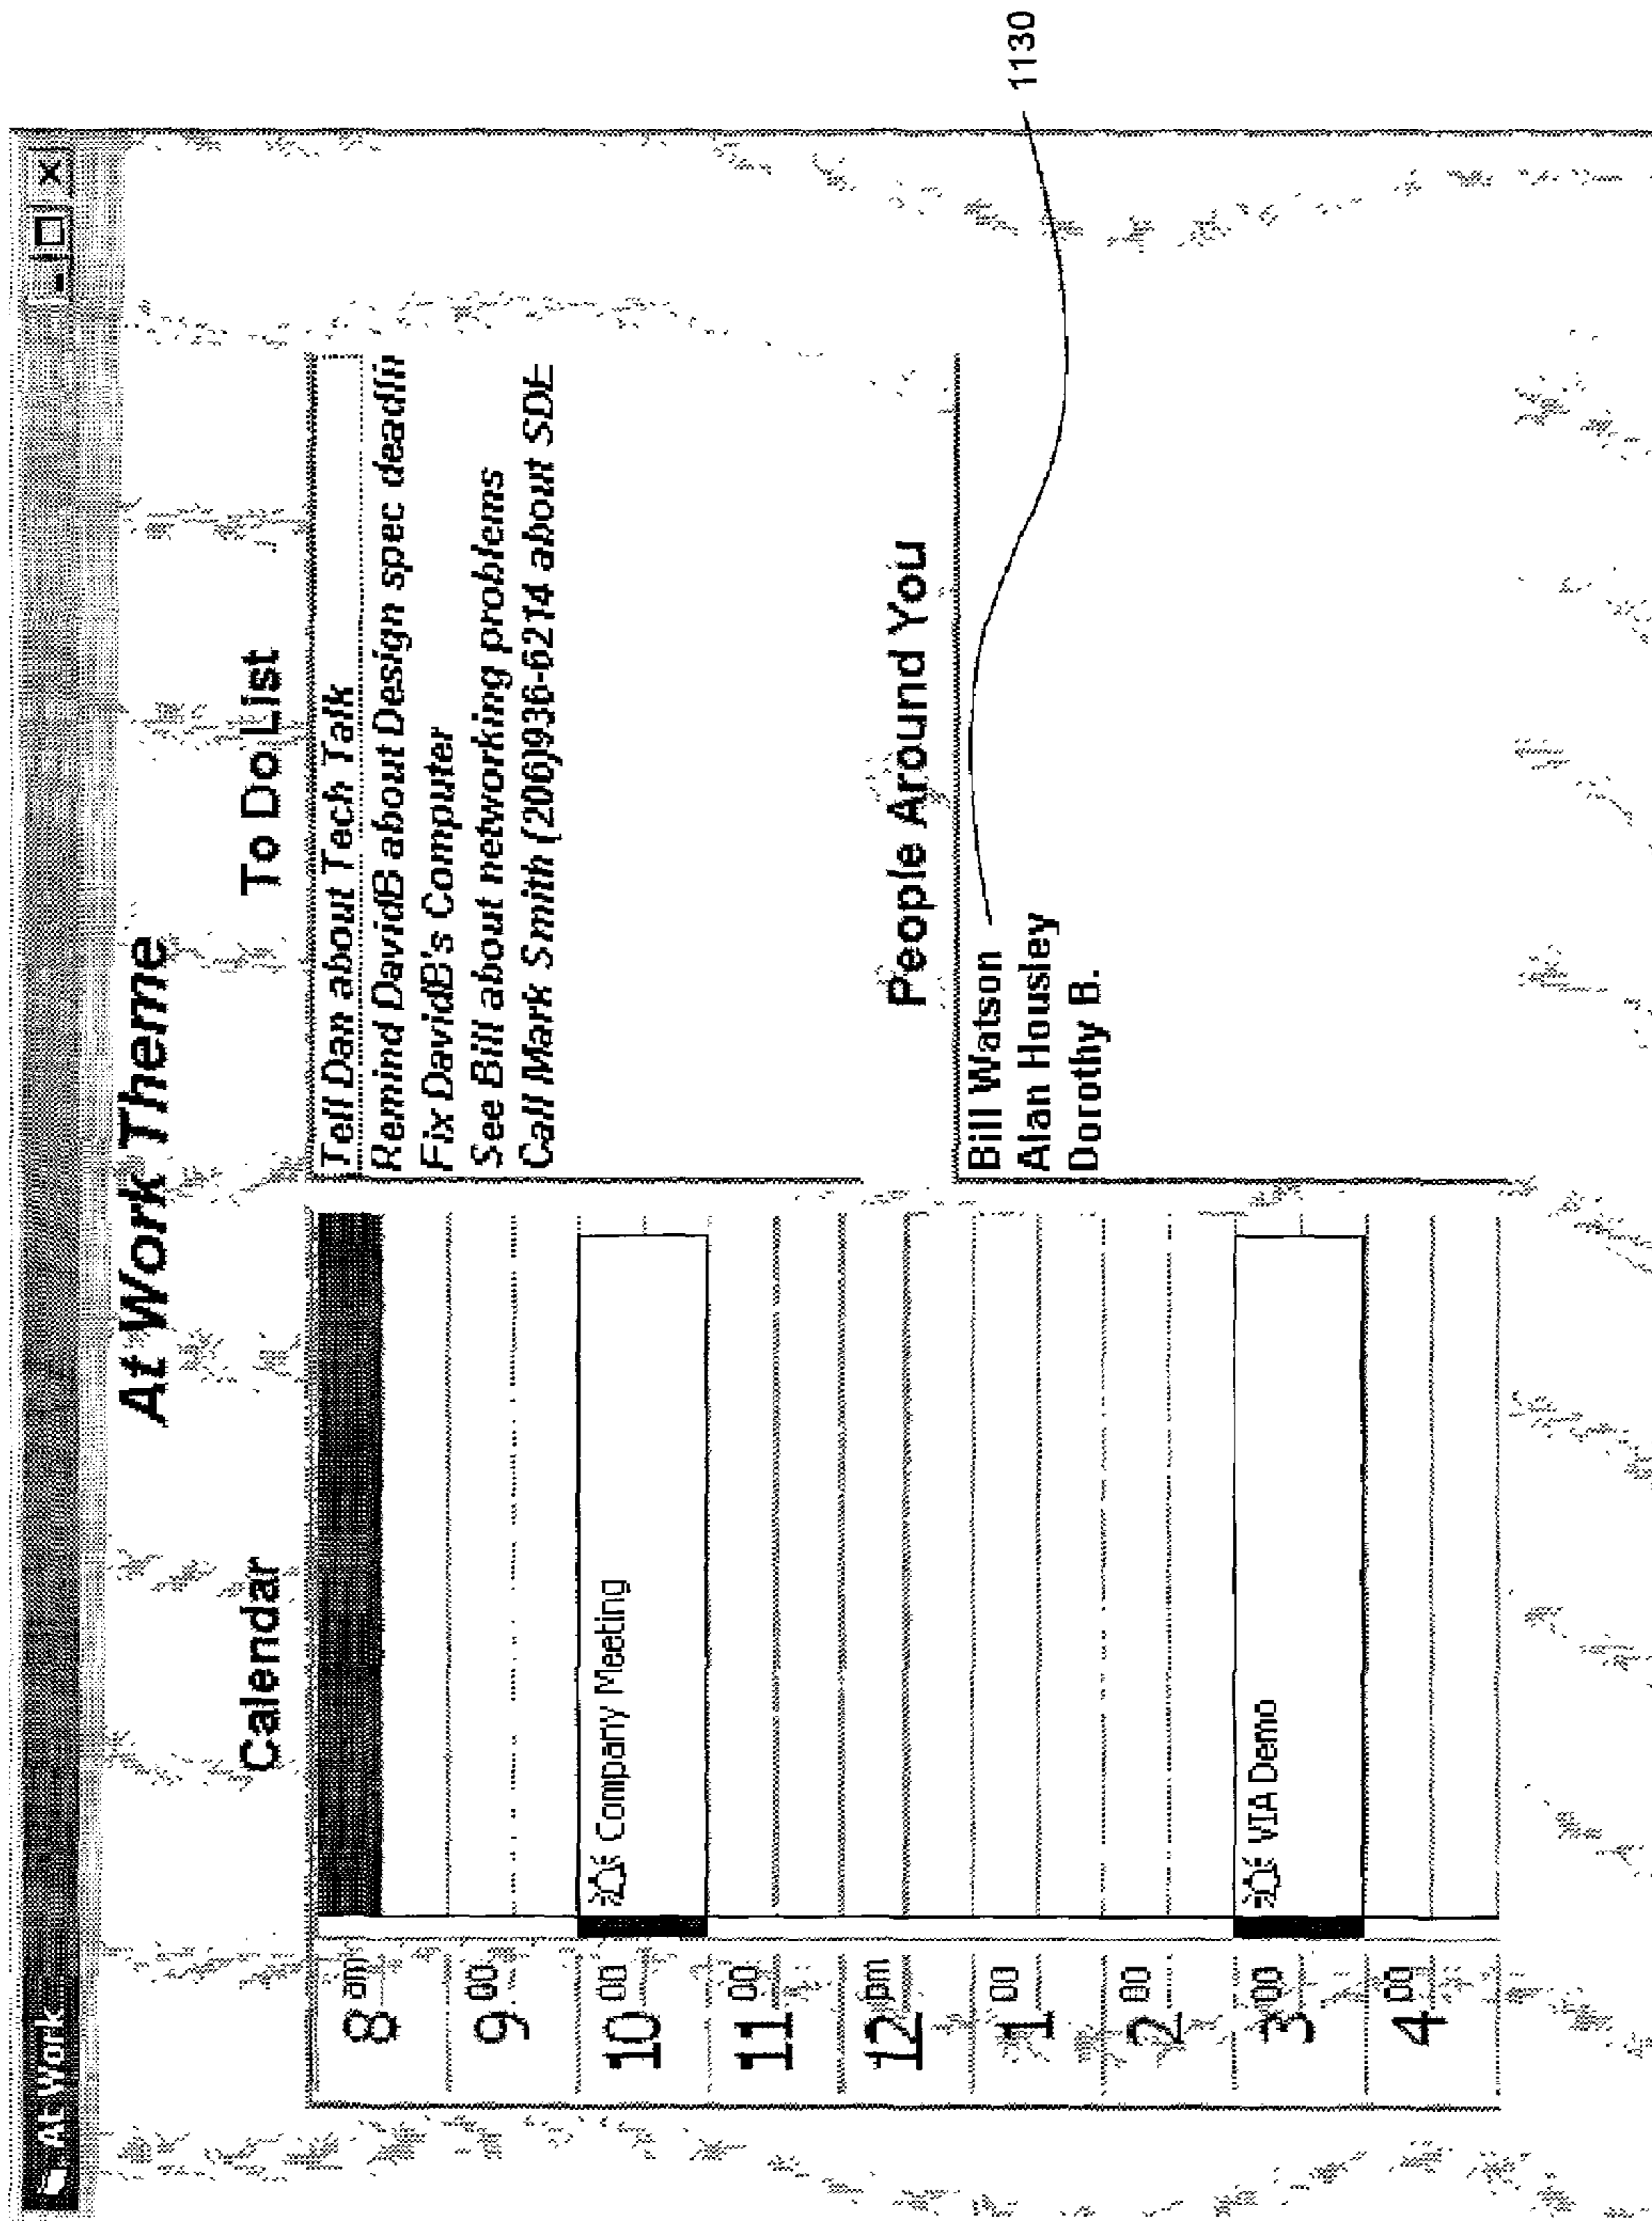 At Work
At Work Theme
Calendar
8 am
9 00
10 00
Company Meeting
11 00
12 pm
1 00
2 00
3 00
VIA Demo
4 00
To Do List
Tell Dan about Tech Talk
Remind DavidB about Design spec deadlin
Fix DavidB's Computer
See Bill about networking problems
Call Mark Smith (206)936-6214 about SDE
People Around You
Bill Watson
Alan Housley
Dorothy B.
1130